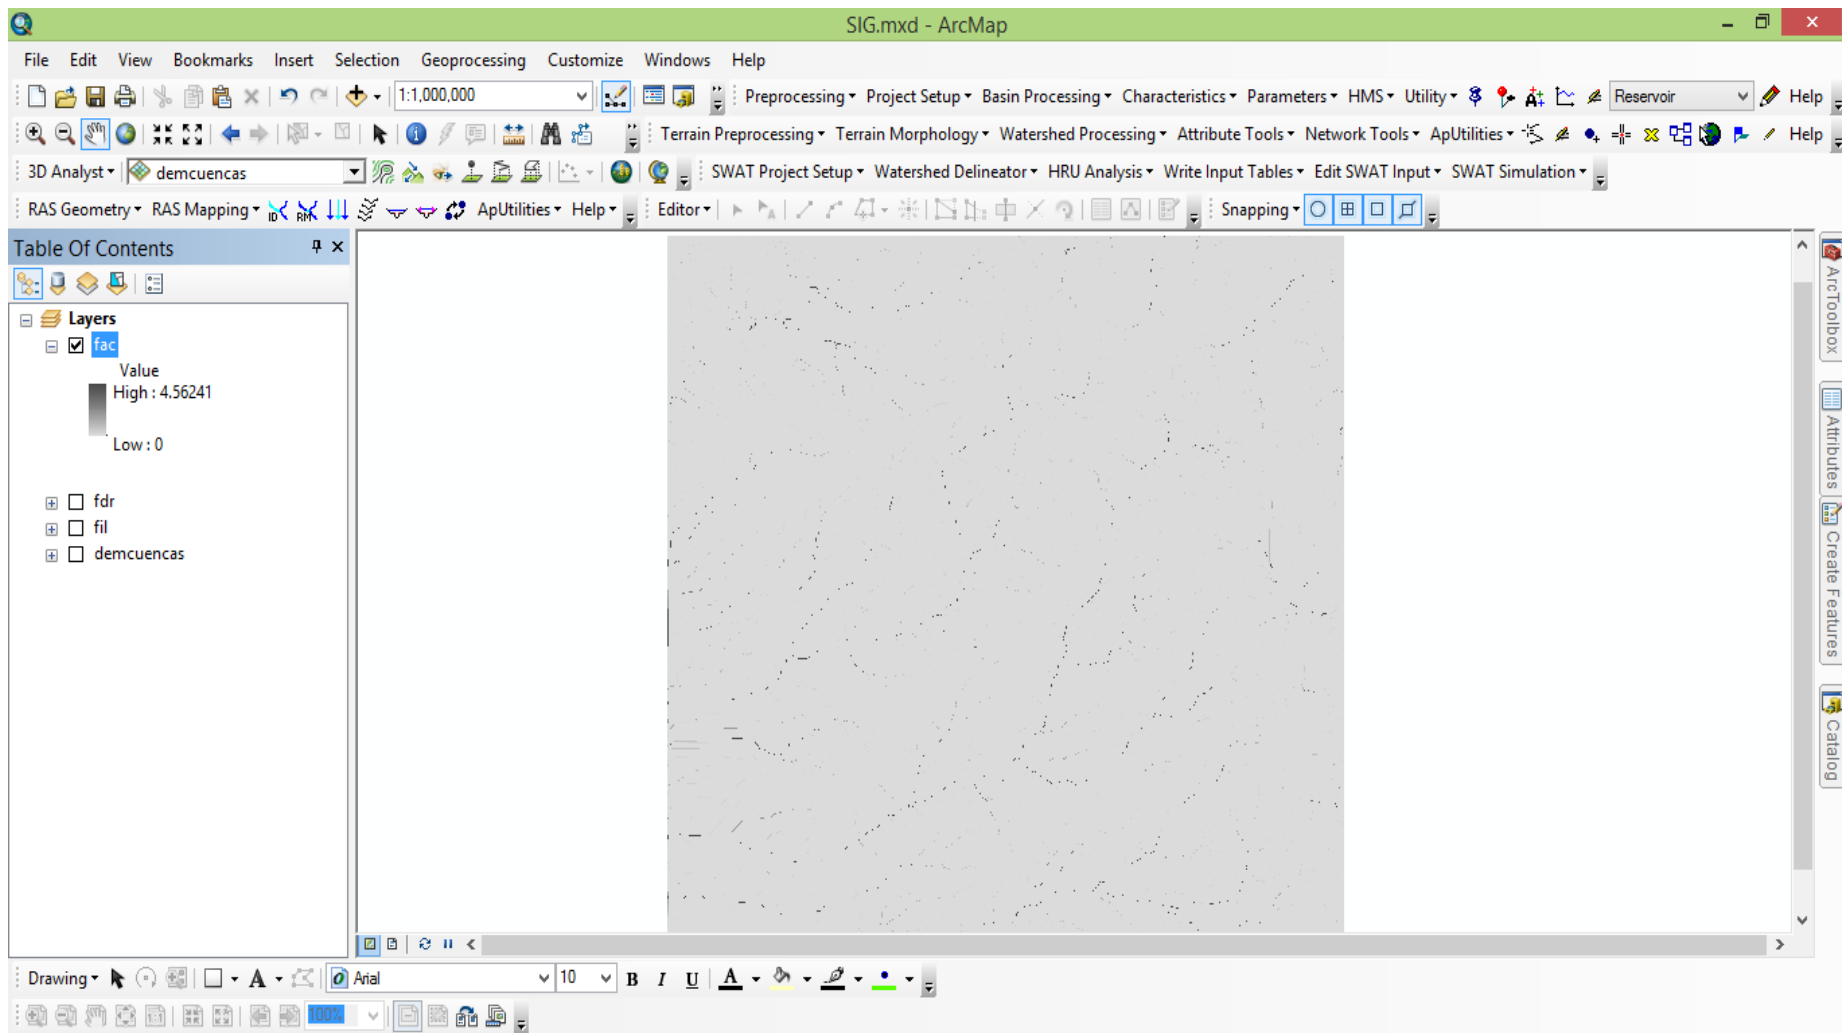 SIG.mxd - ArcMap
File Edit View Bookmarks Insert Selection Geoprocessing Customize Windows Help
1:1,000,000 Preprocessing Project Setup Basin Processing Characteristics Parameters HMS Utility Reservoir Help
Terrain Preprocessing Terrain Morphology Watershed Processing Attribute Tools Network Tools ApUtilities Help
3D Analyst demcuencas SWAT Project Setup Watershed Delineator HRU Analysis Write Input Tables Edit SWAT Input SWAT Simulation
RAS Geometry RAS Mapping ID RM ApUtilities Help Editor Snapping
Table Of Contents
Layers
fac
Value
High : 4.56241
Low : 0
fdr
fil
demcuencas
ArcToolbox
Attributes
Create Features
Catalog
Drawing A Arial 10 B I U A
1:1 100%